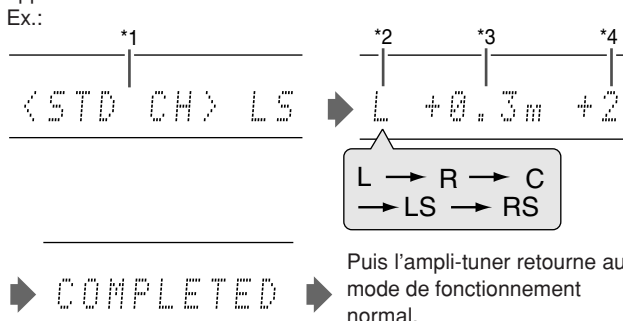 Ex.:
*1 *2 *3 *4
<STD CH> LS L +0.3m +2
L → R → C
→ LS → RS
COMPLETED
Puis l'ampli-tuner retourne au
mode de fonctionnement
normal.